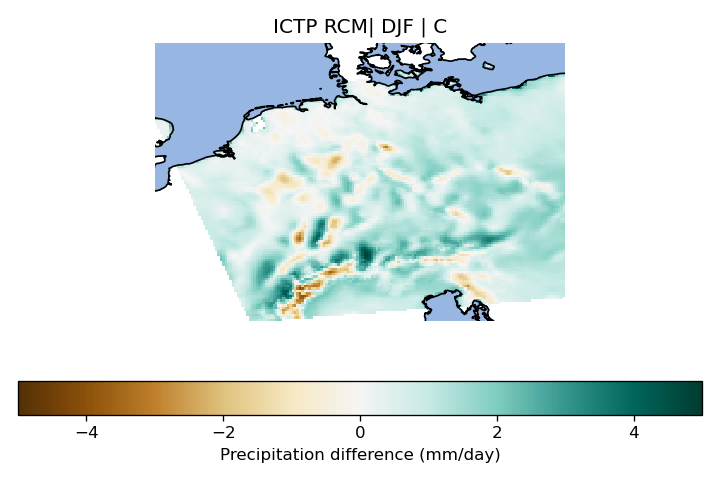 ICTP RCM| DJF | C
−4 −2 0 2 4
Precipitation difference (mm/day)